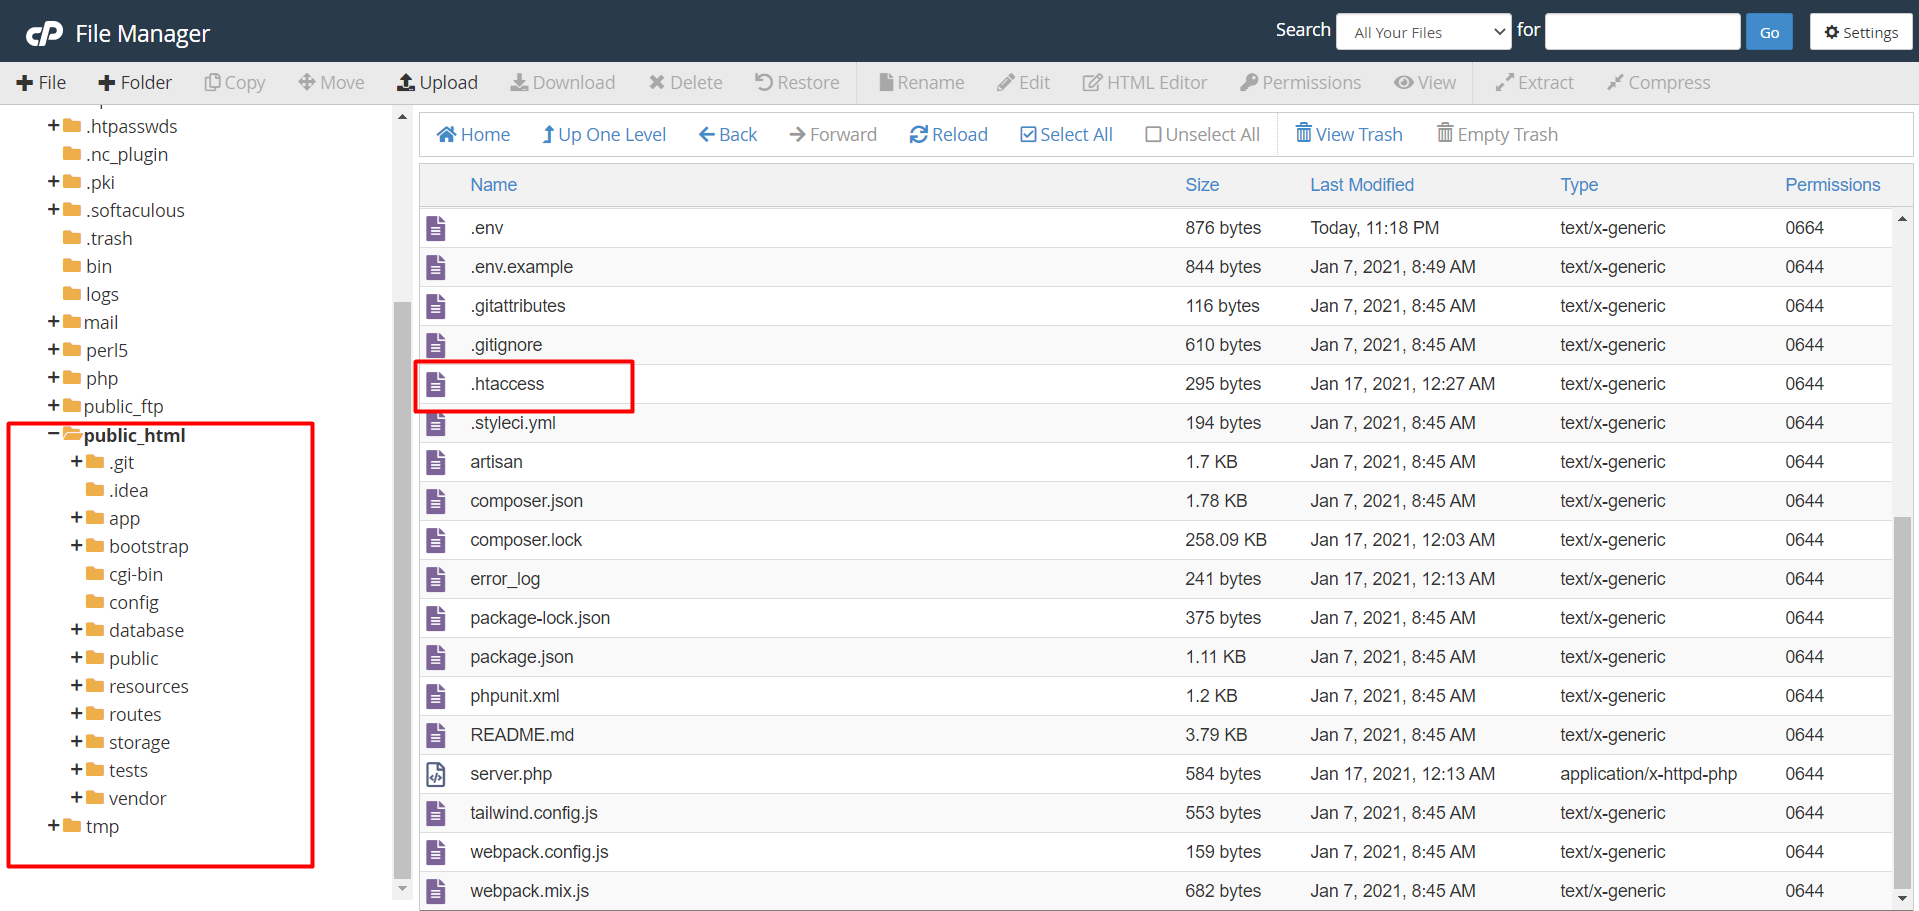 cP File Manager
Search All Your Files for Go Settings
File Folder Copy Move Upload Download Delete Restore Rename Edit HTML Editor Permissions View Extract Compress
.htpasswds
.nc_plugin
.pki
.softaculous
.trash
bin
logs
mail
perl5
php
public_ftp
public_html
.git
.idea
app
bootstrap
cgi-bin
config
database
public
resources
routes
storage
tests
vendor
tmp
Home Up One Level Back Forward Reload Select All Unselect All View Trash Empty Trash
Name Size Last Modified Type Permissions
.env 876 bytes Today, 11:18 PM text/x-generic 0664
.env.example 844 bytes Jan 7, 2021, 8:49 AM text/x-generic 0644
.gitattributes 116 bytes Jan 7, 2021, 8:45 AM text/x-generic 0644
.gitignore 610 bytes Jan 7, 2021, 8:45 AM text/x-generic 0644
.htaccess 295 bytes Jan 17, 2021, 12:27 AM text/x-generic 0644
.styleci.yml 194 bytes Jan 7, 2021, 8:45 AM text/x-generic 0644
artisan 1.7 KB Jan 7, 2021, 8:45 AM text/x-generic 0644
composer.json 1.78 KB Jan 7, 2021, 8:45 AM text/x-generic 0644
composer.lock 258.09 KB Jan 17, 2021, 12:03 AM text/x-generic 0644
error_log 241 bytes Jan 17, 2021, 12:13 AM text/x-generic 0644
package-lock.json 375 bytes Jan 7, 2021, 8:45 AM text/x-generic 0644
package.json 1.11 KB Jan 7, 2021, 8:45 AM text/x-generic 0644
phpunit.xml 1.2 KB Jan 7, 2021, 8:45 AM text/x-generic 0644
README.md 3.79 KB Jan 7, 2021, 8:45 AM text/x-generic 0644
server.php 584 bytes Jan 17, 2021, 12:13 AM application/x-httpd-php 0644
tailwind.config.js 553 bytes Jan 7, 2021, 8:45 AM text/x-generic 0644
webpack.config.js 159 bytes Jan 7, 2021, 8:45 AM text/x-generic 0644
webpack.mix.js 682 bytes Jan 7, 2021, 8:45 AM text/x-generic 0644